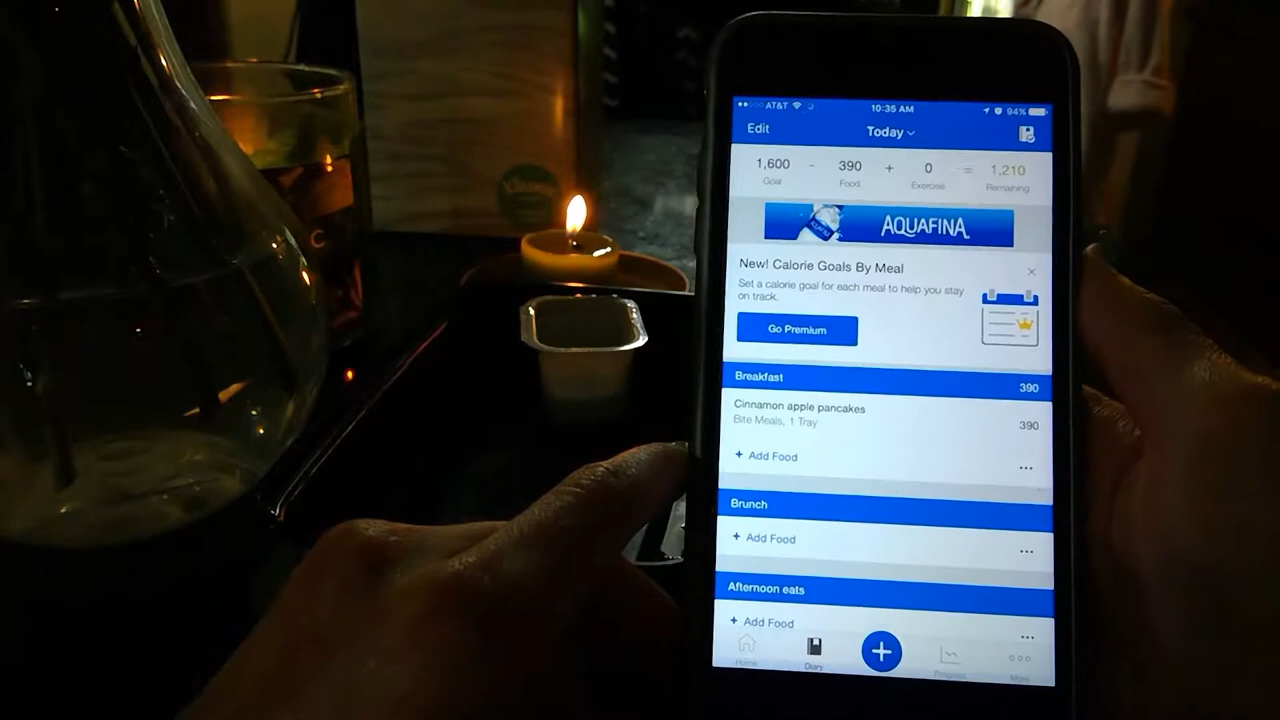 AT&T
10:35 AM
94%
Edit
Today
1,600 - 390 + 0 = 1,210
Goal Food Exercise Remaining
AQUAFINA
New! Calorie Goals By Meal
Set a calorie goal for each meal to help you stay
on track.
Go Premium
Breakfast 390
Cinnamon apple pancakes
Bite Meals, 1 Tray 390
+ Add Food
Brunch
+ Add Food
Afternoon eats
+ Add Food
Home Diary Progress More
Kleenex